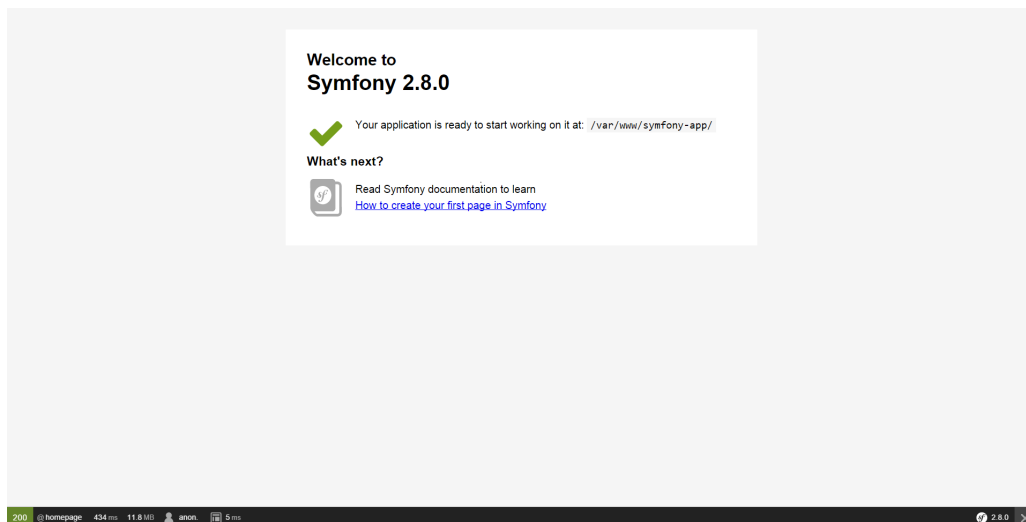 Welcome to
Symfony 2.8.0
Your application is ready to start working on it at: /var/www/symfony-app/
What's next?
sf
Read Symfony documentation to learn
How to create your first page in Symfony
200 @ homepage 434 ms 11.8 MB anon. 5 ms sf 2.8.0